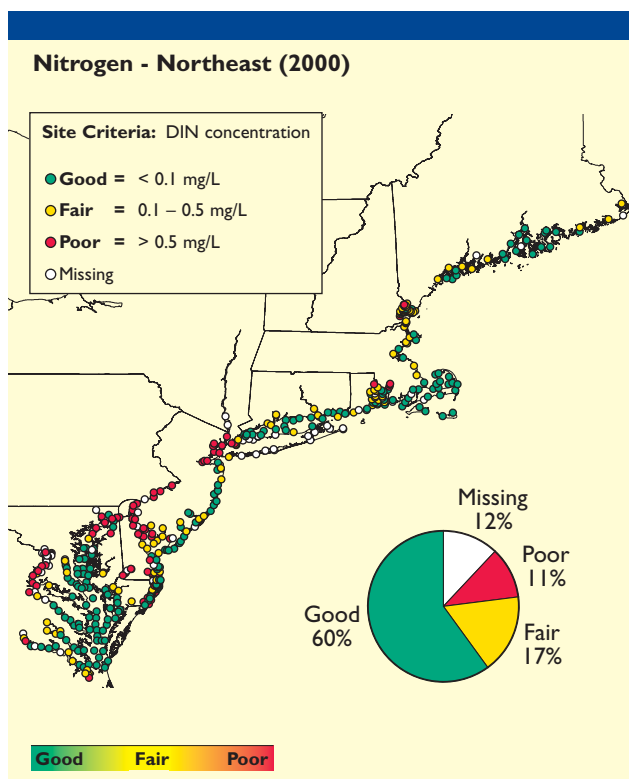 Nitrogen - Northeast (2000)
Site Criteria: DIN concentration
Good = < 0.1 mg/L
Fair = 0.1 – 0.5 mg/L
Poor = > 0.5 mg/L
Missing
Missing
12%
Poor
11%
Good
60%
Fair
17%
Good Fair Poor